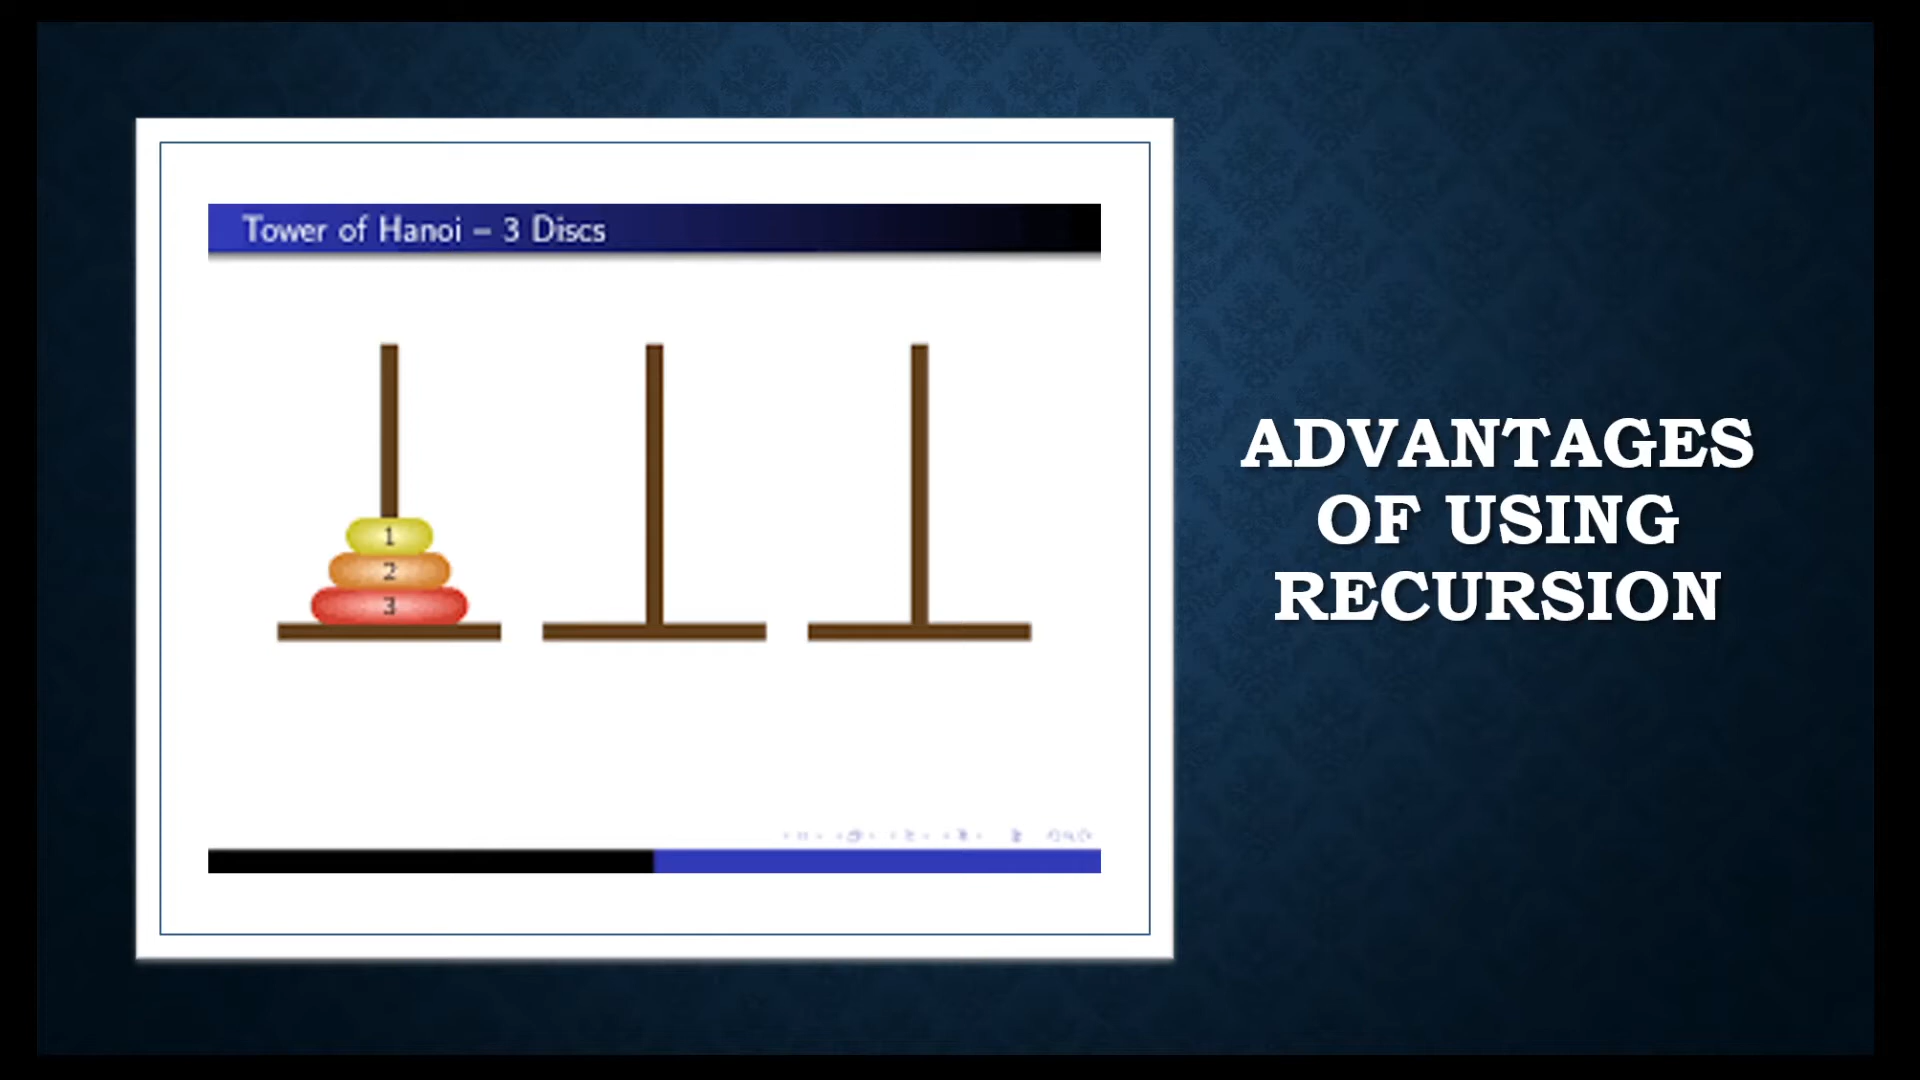 Tower of Hanoi – 3 Discs
1
2
3
ADVANTAGES
OF USING
RECURSION